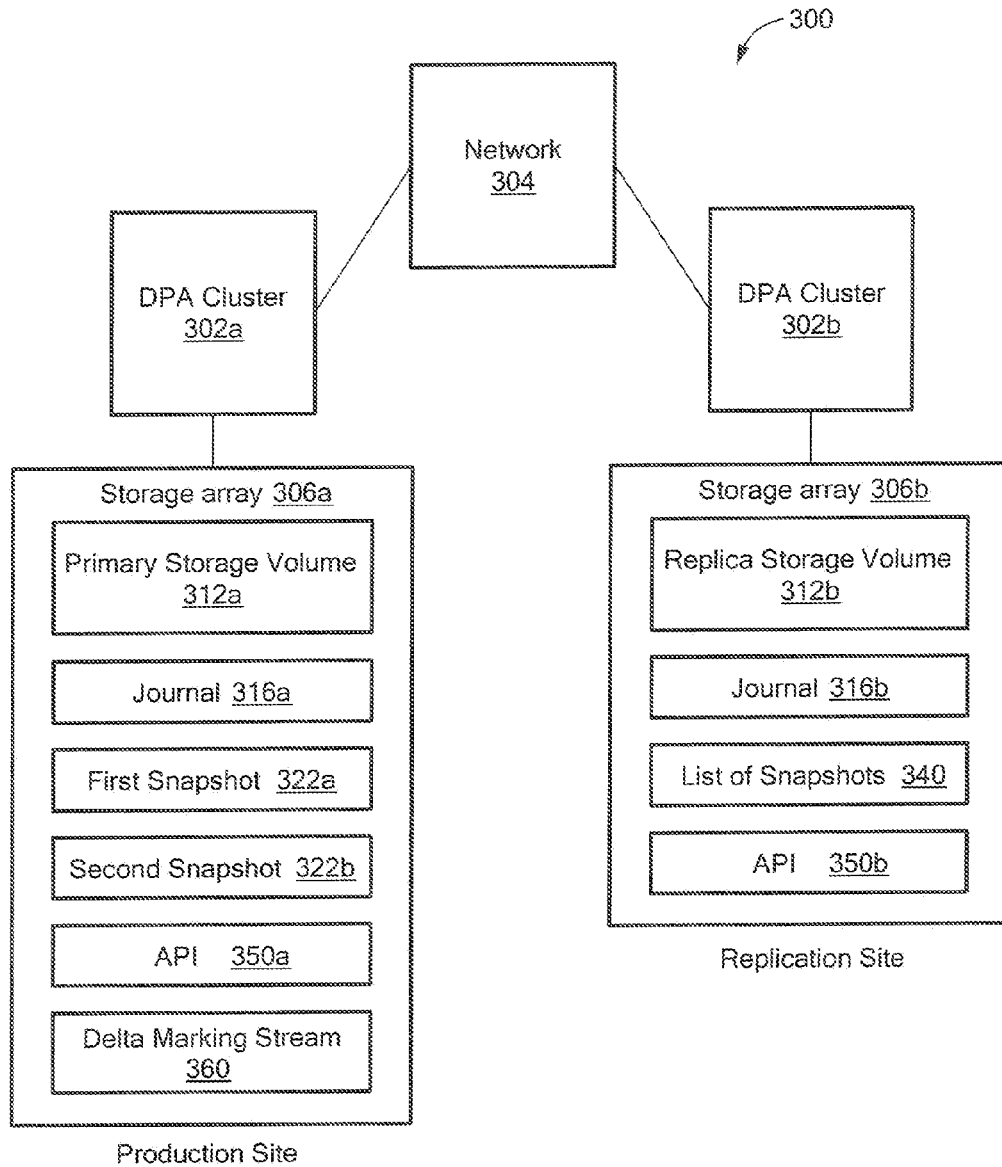 300
Network
304
DPA Cluster
302a
DPA Cluster
302b
Storage array 306a
Primary Storage Volume
312a
Journal 316a
First Snapshot 322a
Second Snapshot 322b
API 350a
Delta Marking Stream
360
Production Site
Storage array 306b
Replica Storage Volume
312b
Journal 316b
List of Snapshots 340
API 350b
Replication Site